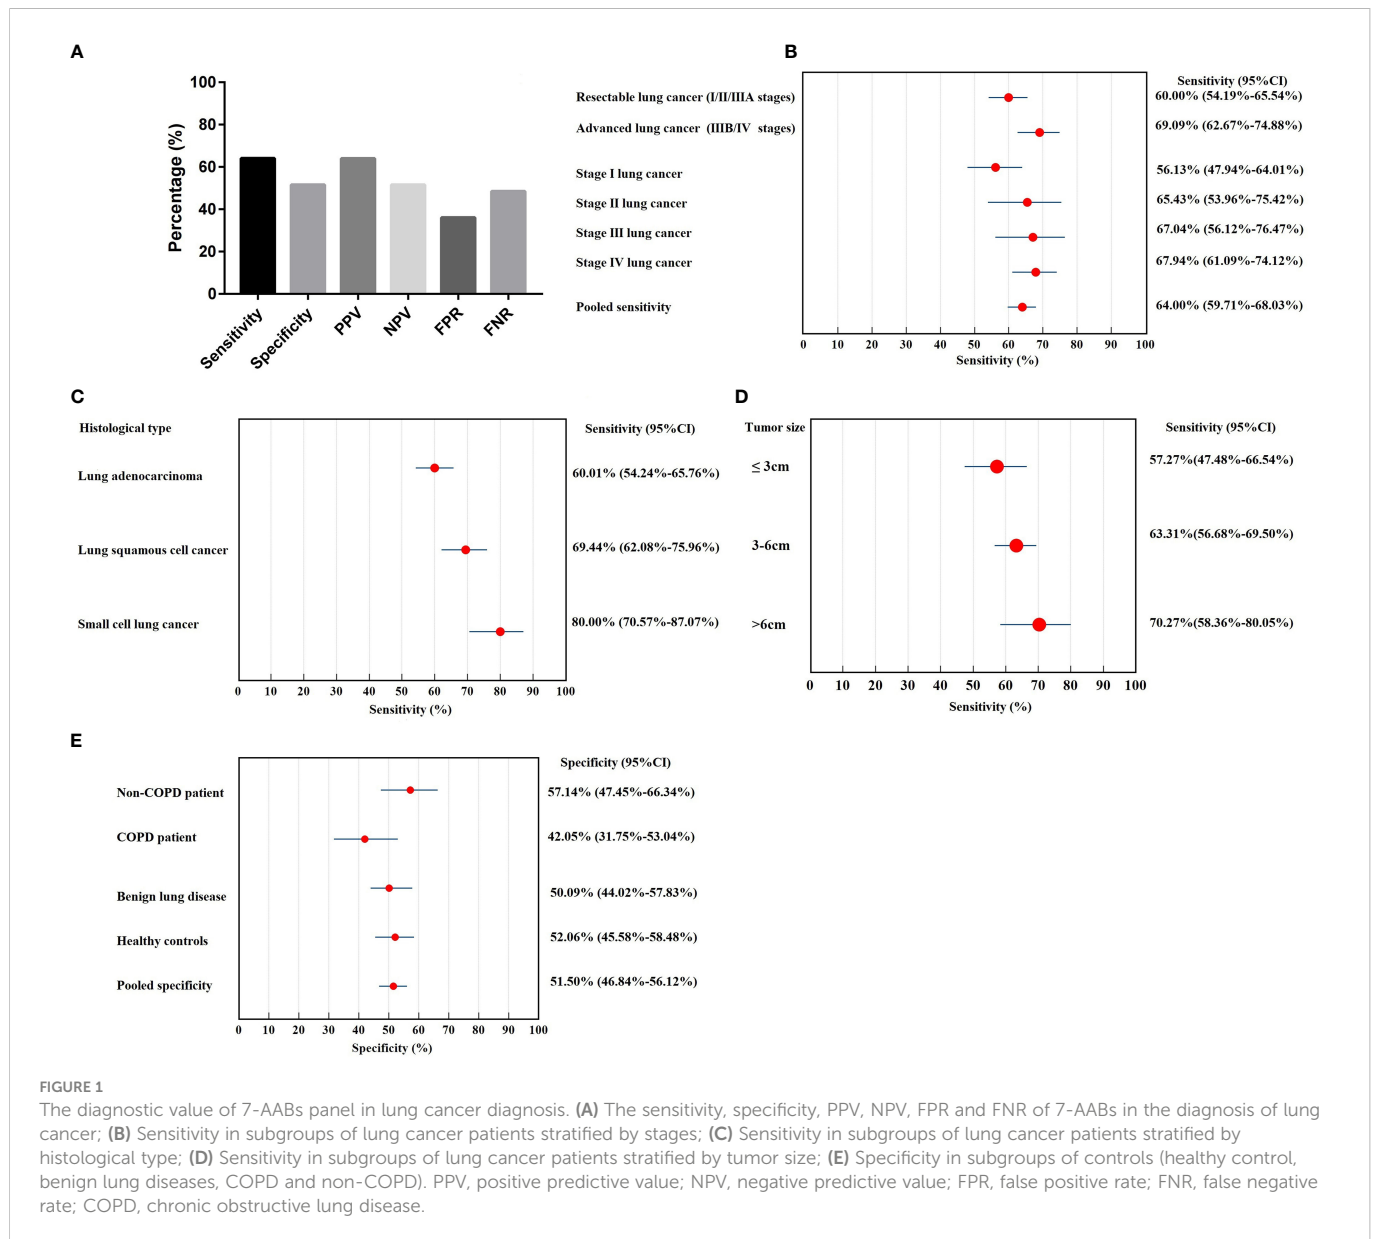 A
Percentage (%)
100
80
60
40
20
0
Sensitivity
Specificity
PPV
NPV
FPR
FNR
B
Sensitivity (95%CI)
Resectable lung cancer (I/II/IIIA stages)
60.00% (54.19%-65.54%)
Advanced lung cancer (IIIB/IV stages)
69.09% (62.67%-74.88%)
Stage I lung cancer
56.13% (47.94%-64.01%)
Stage II lung cancer
65.43% (53.96%-75.42%)
Stage III lung cancer
67.04% (56.12%-76.47%)
Stage IV lung cancer
67.94% (61.09%-74.12%)
Pooled sensitivity
64.00% (59.71%-68.03%)
0 10 20 30 40 50 60 70 80 90 100
Sensitivity (%)
C
Histological type
Sensitivity (95%CI)
Lung adenocarcinoma
60.01% (54.24%-65.76%)
Lung squamous cell cancer
69.44% (62.08%-75.96%)
Small cell lung cancer
80.00% (70.57%-87.07%)
0 10 20 30 40 50 60 70 80 90 100
Sensitivity (%)
D
Tumor size
Sensitivity (95%CI)
≤ 3cm
57.27%(47.48%-66.54%)
3-6cm
63.31%(56.68%-69.50%)
>6cm
70.27%(58.36%-80.05%)
0 10 20 30 40 50 60 70 80 90 100
Sensitivity (%)
E
Specificity (95%CI)
Non-COPD patient
57.14% (47.45%-66.34%)
COPD patient
42.05% (31.75%-53.04%)
Benign lung disease
50.09% (44.02%-57.83%)
Healthy controls
52.06% (45.58%-58.48%)
Pooled specificity
51.50% (46.84%-56.12%)
0 10 20 30 40 50 60 70 80 90 100
Specificity (%)
FIGURE 1
The diagnostic value of 7-AABs panel in lung cancer diagnosis. (A) The sensitivity, specificity, PPV, NPV, FPR and FNR of 7-AABs in the diagnosis of lung
cancer; (B) Sensitivity in subgroups of lung cancer patients stratified by stages; (C) Sensitivity in subgroups of lung cancer patients stratified by
histological type; (D) Sensitivity in subgroups of lung cancer patients stratified by tumor size; (E) Specificity in subgroups of controls (healthy control,
benign lung diseases, COPD and non-COPD). PPV, positive predictive value; NPV, negative predictive value; FPR, false positive rate; FNR, false negative
rate; COPD, chronic obstructive lung disease.